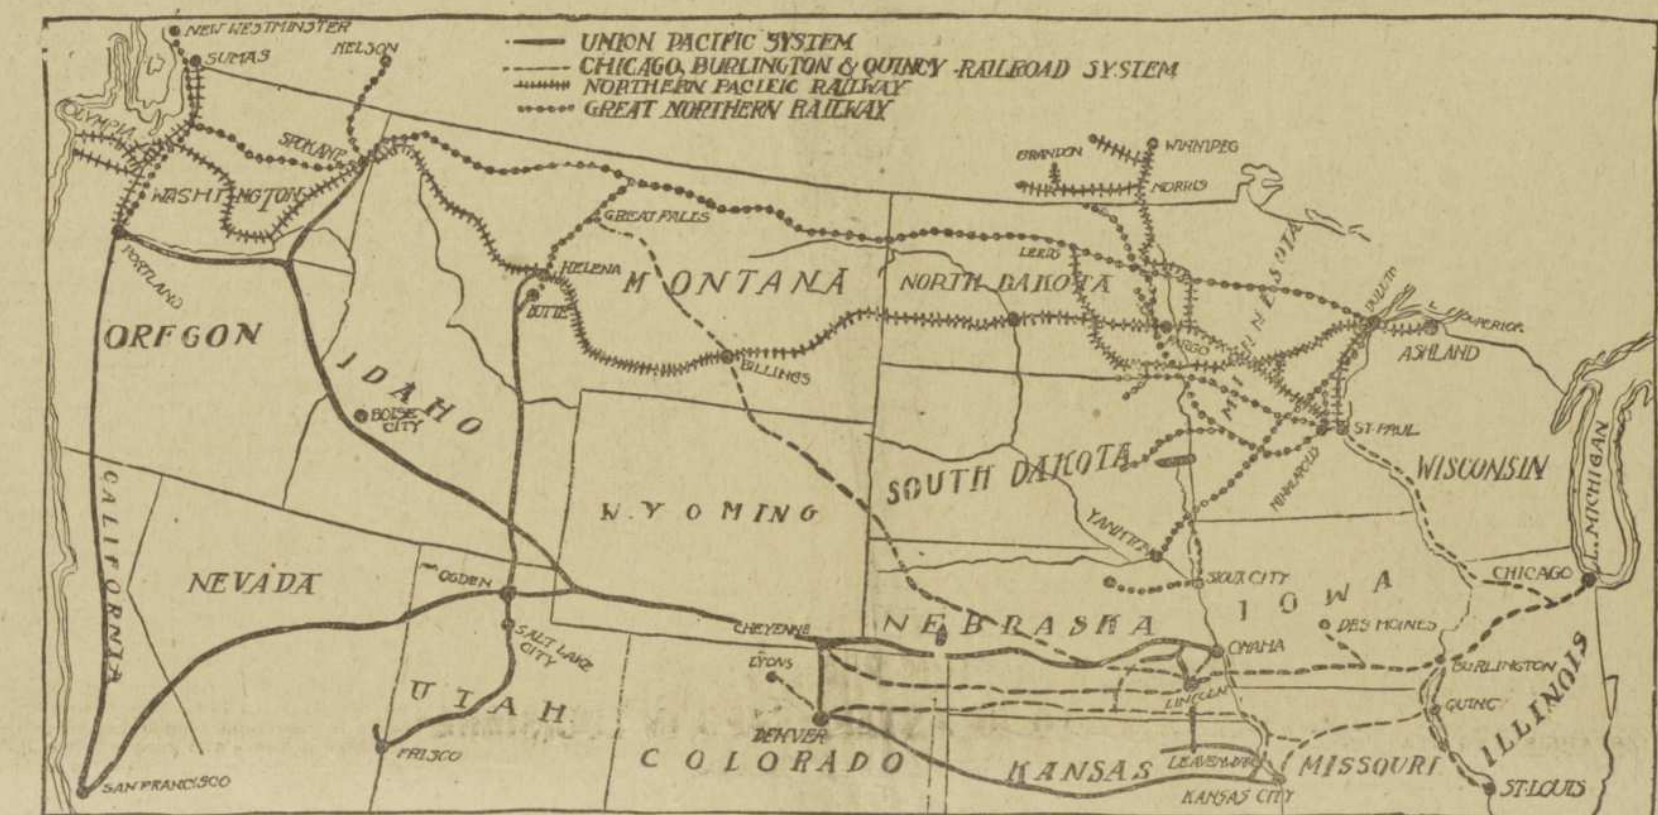 NEW WESTMINSTER
SUMAS
NELSON
UNION PACIFIC SYSTEM
CHICAGO, BURLINGTON & QUINCY RAILROAD SYSTEM
NORTHERN PACIFIC RAILWAY
GREAT NORTHERN RAILWAY
OLYMPIA
SPOKANE
WASHINGTON
BRANDON
WINNIPEG
MORRIS
GREAT FALLS
PORTLAND
HELENA
MONTANA
LEEDS
NORTH DAKOTA
MINNESOTA
DULUTH
SUPERIOR
BUTTE
OREGON
FARGO
ASHLAND
IDAHO
BILLINGS
BOISE CITY
ST. PAUL
MINNEAPOLIS
WISCONSIN
L. MICHIGAN
SOUTH DAKOTA
WYOMING
CALIFORNIA
YANKTON
NEVADA
OGDEN
SIOUX CITY
CHICAGO
IOWA
CHEYENNE
NEBRASKA
DES MOINES
SALT LAKE
CITY
OMAHA
LYONS
BURLINGTON
UTAH
LINCOLN
QUINC
ILLINOIS
DENVER
FRISCO
COLORADO
KANSAS
MISSOURI
SAN FRANCISCO
KANSAS CITY
ST. LOUIS